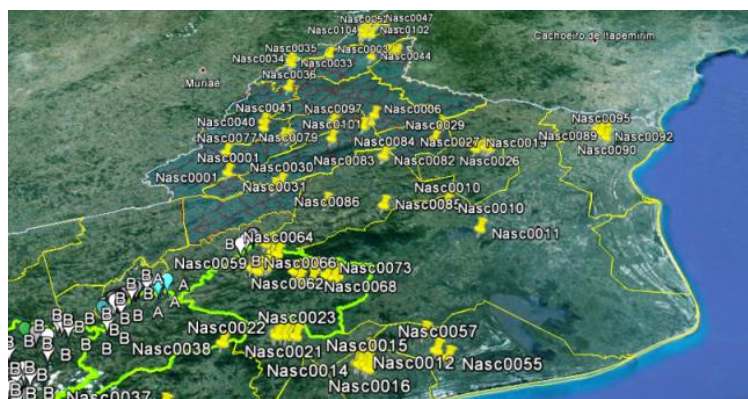 Nasc0052
Nasc0047
Nasc0104
Nasc0102
Cachoeiro de Itapemirim
Nasc0035
Nasc0003
Nasc0044
Nasc0034
Nasc0033
Muriaé
Nasc0036
Nasc0041
Nasc0097
Nasc0006
Nasc0095
Nasc0040
Nasc0101
Nasc0029
Nasc0089
Nasc0092
Nasc0077
Nasc0079
Nasc0084
Nasc0027
Nasc0019
Nasc0090
Nasc0001
Nasc0030
Nasc0083
Nasc0082
Nasc0026
Nasc0001
Nasc0031
Nasc0010
Nasc0086
Nasc0085
Nasc0010
Nasc0011
B
Nasc0064
Nasc0059
B
Nasc0066
Nasc0073
B
A
Nasc0062
Nasc0068
B
B
A
B
B
A
A
Nasc0022
Nasc0023
Nasc0057
Nasc0038
Nasc0021
Nasc0015
Nasc0012
Nasc0055
Nasc0014
Nasc0016
Nasc0037